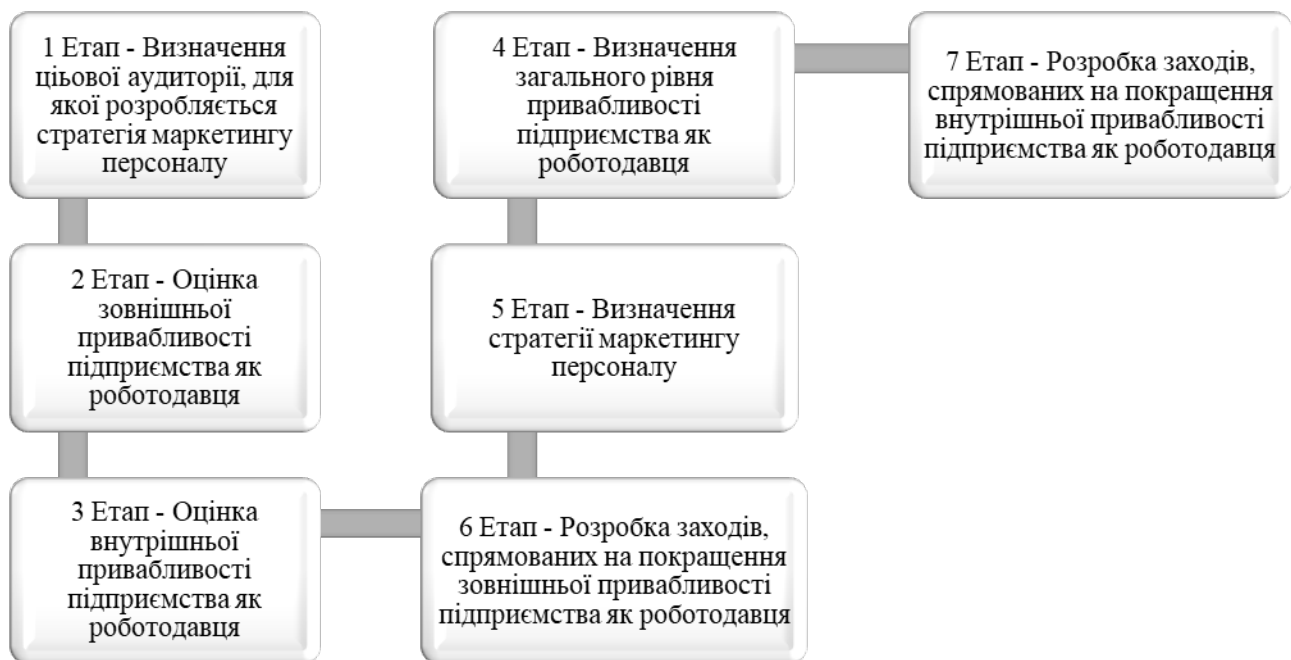 1 Етап - Визначення
ціьової аудиторії, для
якої розробляється
стратегія маркетингу
персоналу
2 Етап - Оцінка
зовнішньої
привабливості
підприємства як
роботодавця
3 Етап - Оцінка
внутрішньої
привабливості
підприємства як
роботодавця
4 Етап - Визначення
загального рівня
привабливості
підприємства як
роботодавця
5 Етап - Визначення
стратегії маркетингу
персоналу
6 Етап - Розробка заходів,
спрямованих на покращення
зовнішньої привабливості
підприємства як роботодавця
7 Етап - Розробка заходів,
спрямованих на покращення
внутрішньої привабливості
підприємства як роботодавця